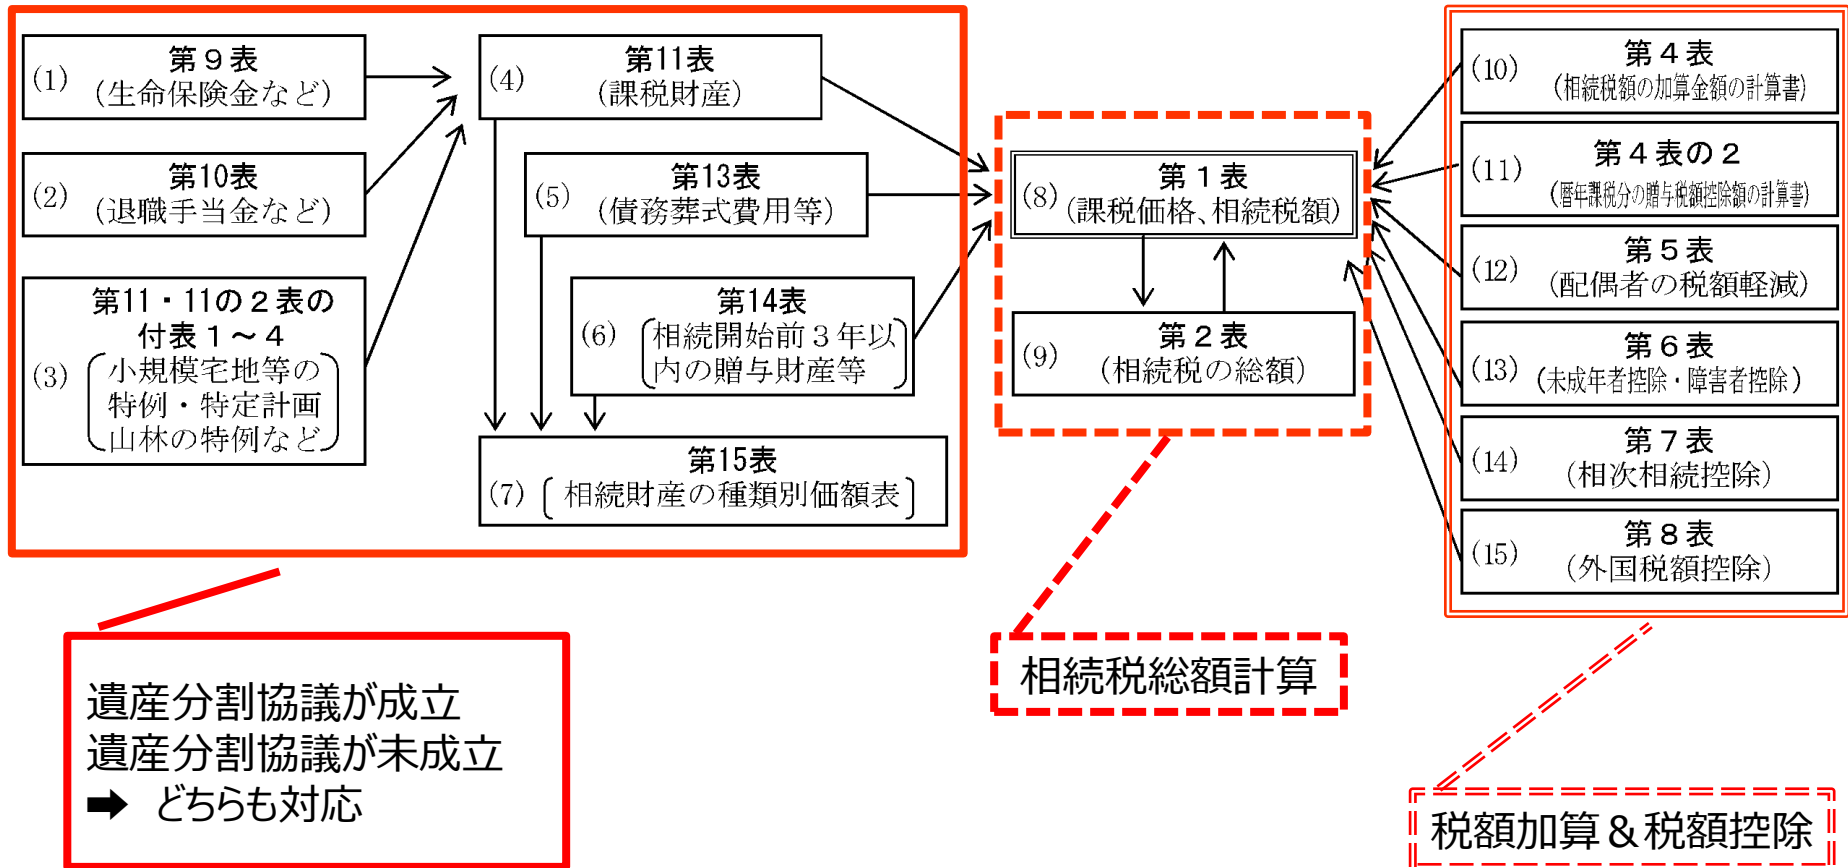 (1)
第９表
(生命保険金など)
(2)
第10表
(退職手当金など)
第11・11の２表の
付表１～４
(3)
小規模宅地等の
特例・特定計画
山林の特例など
(4)
第11表
(課税財産)
(5)
第13表
(債務葬式費用等)
第14表
(6)
相続開始前３年以
内の贈与財産等
第15表
(7)
相続財産の種類別価額表
(8)
第１表
(課税価格、相続税額)
(9)
第２表
(相続税の総額)
(10)
第４表
(相続税額の加算金額の計算書)
(11)
第４表の２
(暦年課税分の贈与税額控除額の計算書)
(12)
第５表
(配偶者の税額軽減)
(13)
第６表
(未成年者控除・障害者控除)
(14)
第７表
(相次相続控除)
(15)
第８表
(外国税額控除)
遺産分割協議が成立
遺産分割協議が未成立
➡ どちらも対応
相続税総額計算
税額加算＆税額控除